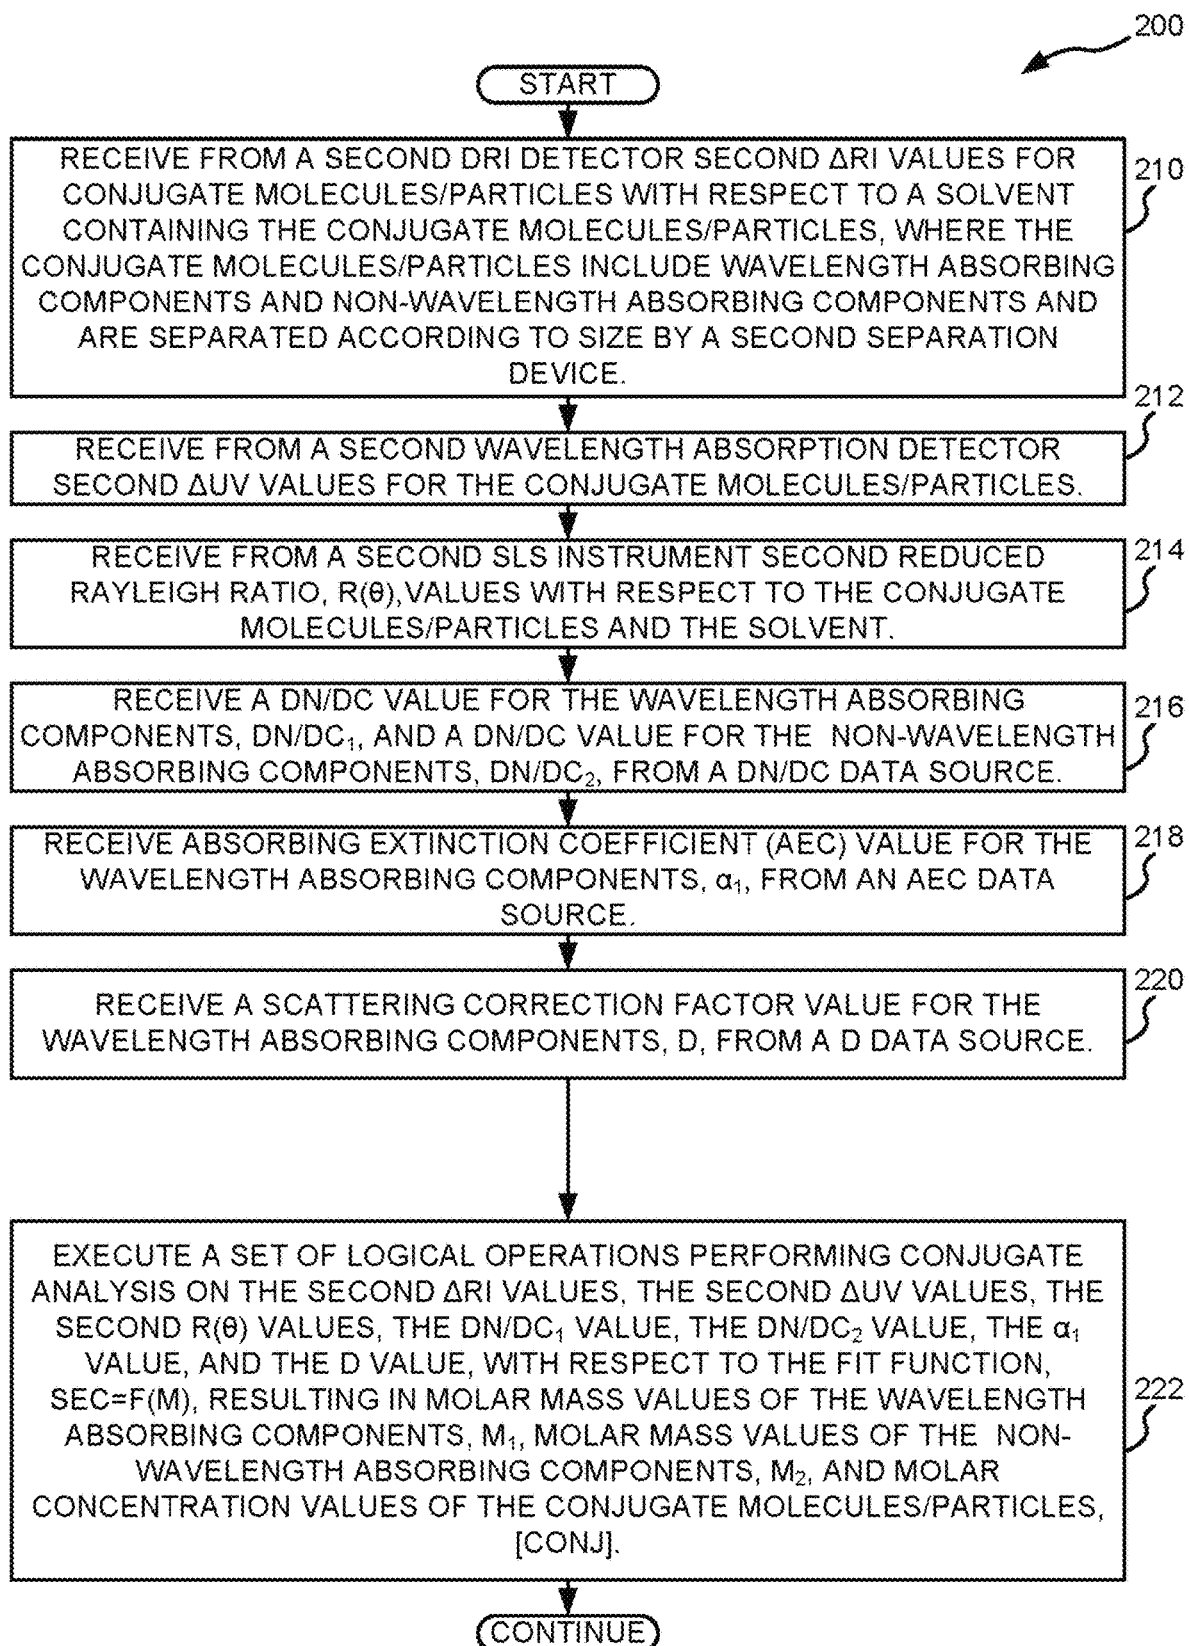 200
START
RECEIVE FROM A SECOND DRI DETECTOR SECOND ΔRI VALUES FOR
CONJUGATE MOLECULES/PARTICLES WITH RESPECT TO A SOLVENT
CONTAINING THE CONJUGATE MOLECULES/PARTICLES, WHERE THE
CONJUGATE MOLECULES/PARTICLES INCLUDE WAVELENGTH ABSORBING
COMPONENTS AND NON-WAVELENGTH ABSORBING COMPONENTS AND
ARE SEPARATED ACCORDING TO SIZE BY A SECOND SEPARATION
DEVICE.
210
RECEIVE FROM A SECOND WAVELENGTH ABSORPTION DETECTOR
SECOND ΔUV VALUES FOR THE CONJUGATE MOLECULES/PARTICLES.
212
RECEIVE FROM A SECOND SLS INSTRUMENT SECOND REDUCED
RAYLEIGH RATIO, R(θ),VALUES WITH RESPECT TO THE CONJUGATE
MOLECULES/PARTICLES AND THE SOLVENT.
214
RECEIVE A DN/DC VALUE FOR THE WAVELENGTH ABSORBING
COMPONENTS, DN/DC₁, AND A DN/DC VALUE FOR THE NON-WAVELENGTH
ABSORBING COMPONENTS, DN/DC₂, FROM A DN/DC DATA SOURCE.
216
RECEIVE ABSORBING EXTINCTION COEFFICIENT (AEC) VALUE FOR THE
WAVELENGTH ABSORBING COMPONENTS, α₁, FROM AN AEC DATA
SOURCE.
218
RECEIVE A SCATTERING CORRECTION FACTOR VALUE FOR THE
WAVELENGTH ABSORBING COMPONENTS, D, FROM A D DATA SOURCE.
220
EXECUTE A SET OF LOGICAL OPERATIONS PERFORMING CONJUGATE
ANALYSIS ON THE SECOND ΔRI VALUES, THE SECOND ΔUV VALUES, THE
SECOND R(θ) VALUES, THE DN/DC₁ VALUE, THE DN/DC₂ VALUE, THE α₁
VALUE, AND THE D VALUE, WITH RESPECT TO THE FIT FUNCTION,
SEC=F(M), RESULTING IN MOLAR MASS VALUES OF THE WAVELENGTH
ABSORBING COMPONENTS, M₁, MOLAR MASS VALUES OF THE NON-
WAVELENGTH ABSORBING COMPONENTS, M₂, AND MOLAR
CONCENTRATION VALUES OF THE CONJUGATE MOLECULES/PARTICLES,
[CONJ].
222
CONTINUE